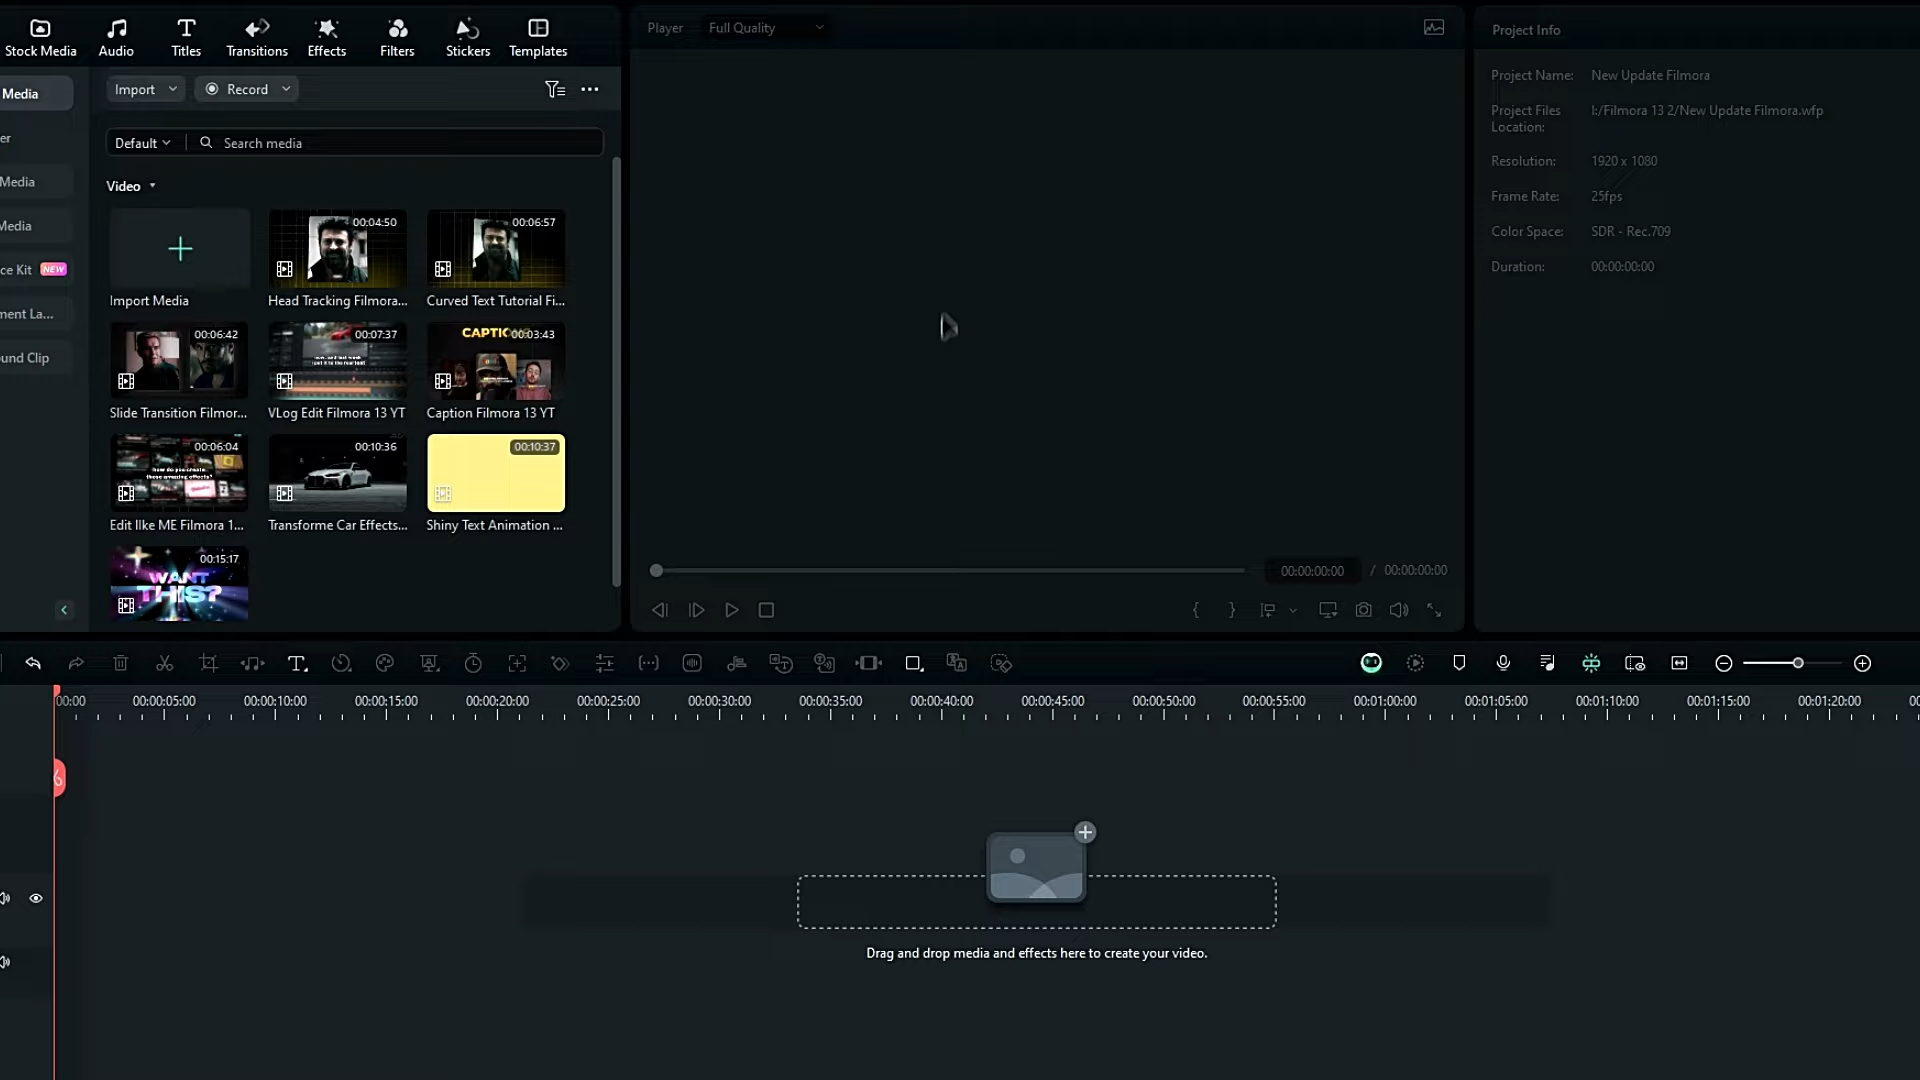 Stock Media
Audio
Titles
Transitions
Effects
Filters
Stickers
Templates
Player
Full Quality
Project Info
Media
er
Media
Media
ce Kit NEW
ment La...
und Clip
Import
Record
Default
Search media
Video
Import Media
00:04:50
Head Tracking Filmora...
00:06:57
Curved Text Tutorial Fi...
00:06:42
Slide Transition Filmor...
00:07:37
VLog Edit Filmora 13 YT
00:03:43
Caption Filmora 13 YT
00:06:04
how do you create
these amazing effects?
Edit lIke ME Filmora 1...
00:10:36
Transforme Car Effects...
00:10:37
Shiny Text Animation ...
00:15:17
WANT
THIS?
Project Name: New Update Filmora
Project Files Location: I:/Filmora 13 2/New Update Filmora.wfp
Resolution: 1920 x 1080
Frame Rate: 25fps
Color Space: SDR - Rec.709
Duration: 00:00:00:00
00:00:00:00 / 00:00:00:00
00:00 00:00:05:00 00:00:10:00 00:00:15:00 00:00:20:00 00:00:25:00 00:00:30:00 00:00:35:00 00:00:40:00 00:00:45:00 00:00:50:00 00:00:55:00 00:01:00:00 00:01:05:00 00:01:10:00 00:01:15:00 00:01:20:00 00
Drag and drop media and effects here to create your video.